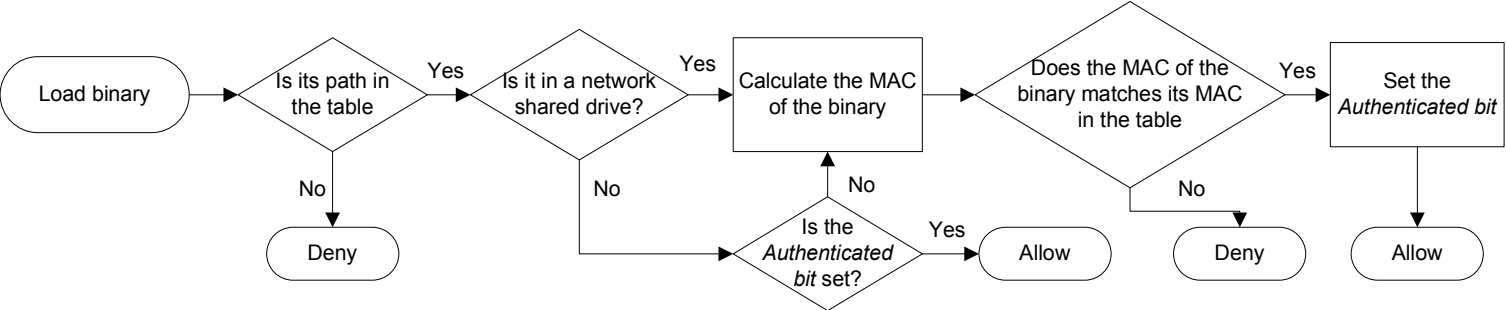 Load binary
Is its path in
the table
Yes
No
Deny
Is it in a network
shared drive?
Yes
No
Calculate the MAC
of the binary
No
Is the
Authenticated
bit set?
Yes
Allow
Does the MAC of the
binary matches its MAC
in the table
Yes
No
Deny
Set the
Authenticated bit
Allow